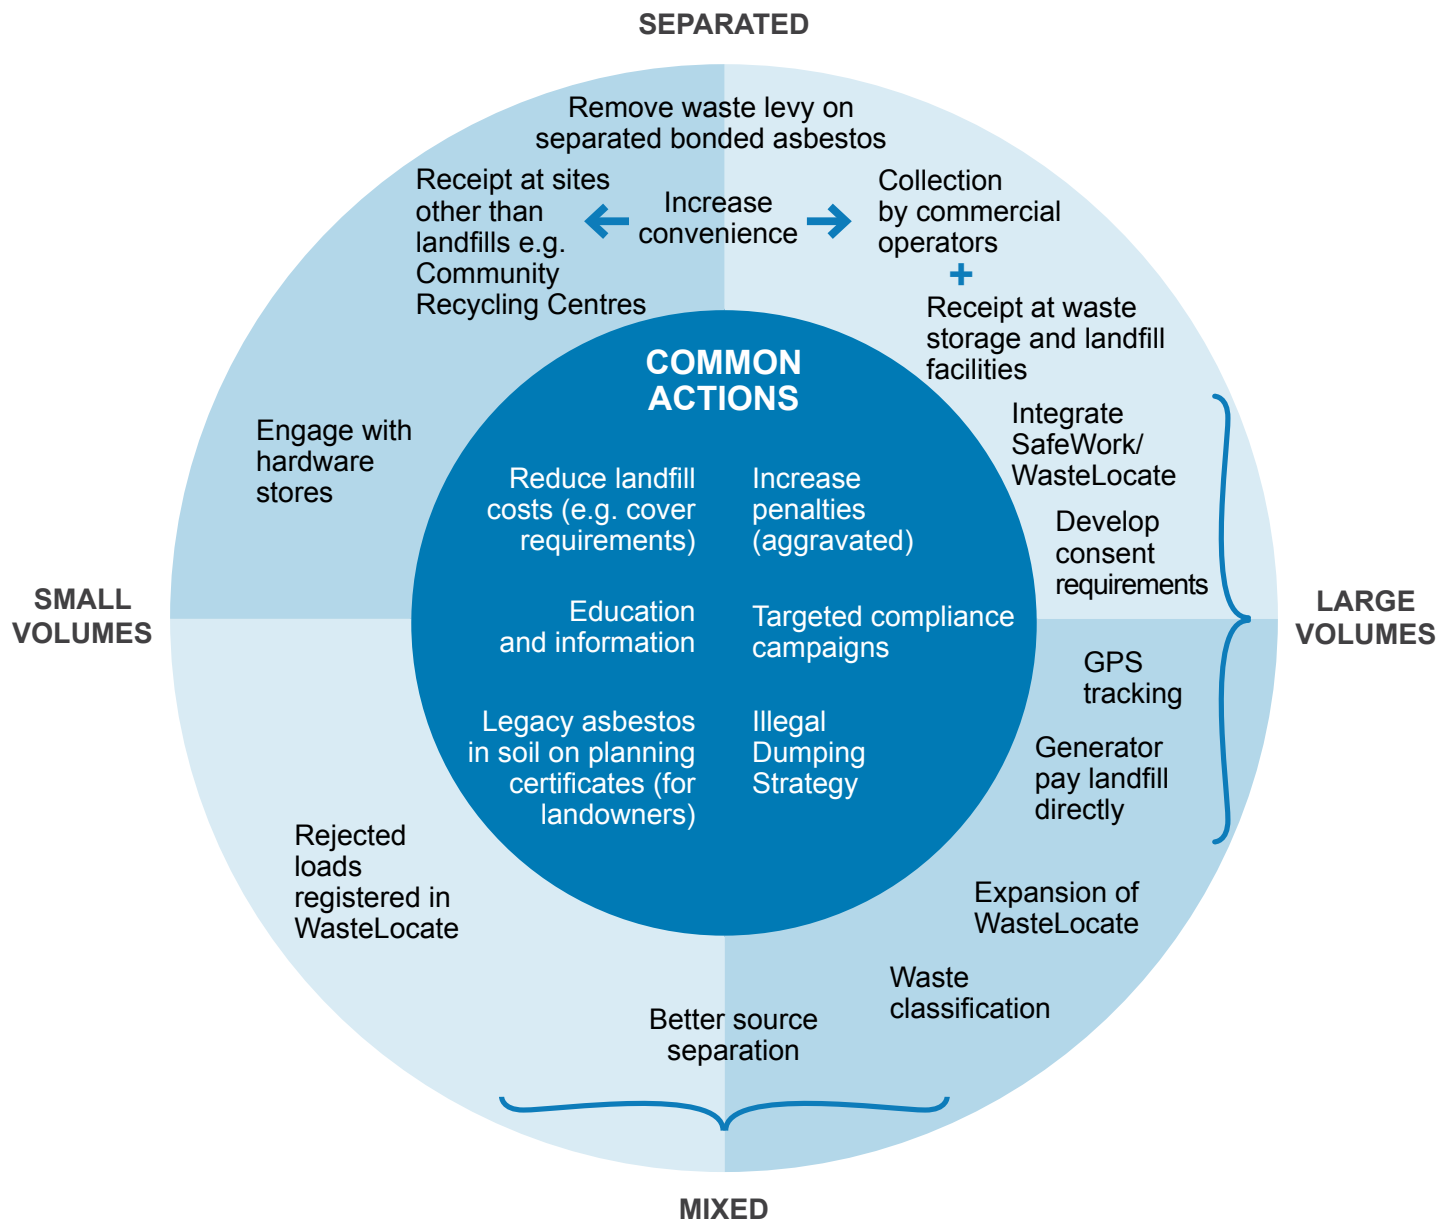 SEPARATED
Remove waste levy on
separated bonded asbestos
Receipt at sites
other than
landfills e.g.
Community
Recycling Centres
Increase
convenience
Collection
by commercial
operators
+
Receipt at waste
storage and landfill
facilities
COMMON
ACTIONS
Engage with
hardware
stores
Integrate
SafeWork/
WasteLocate
Develop
consent
requirements
Reduce landfill
costs (e.g. cover
requirements)
Increase
penalties
(aggravated)
SMALL
VOLUMES
Education
and information
Targeted compliance
campaigns
LARGE
VOLUMES
GPS
tracking
Generator
pay landfill
directly
Legacy asbestos
in soil on planning
certificates (for
landowners)
Illegal
Dumping
Strategy
Rejected
loads
registered in
WasteLocate
Expansion of
WasteLocate
Waste
classification
Better source
separation
MIXED